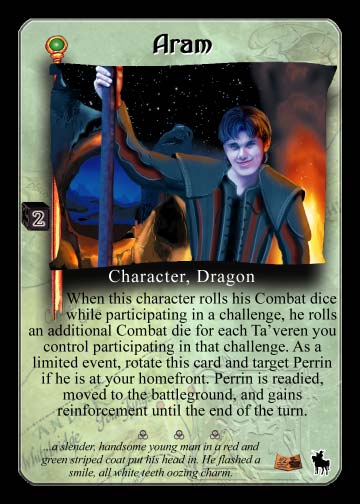 Aram
2
Character, Dragon
When this character rolls his Combat dice
while participating in a challenge, he rolls
an additional Combat die for each Ta'veren you
control participating in that challenge. As a
limited event, rotate this card and target Perrin
if he is at your homefront. Perrin is readied,
moved to the battleground, and gains
reinforcement until the end of the turn.
...a slender, handsome young man in a red and
green striped coat put his head in. He flashed a
smile, all white teeth oozing charm.